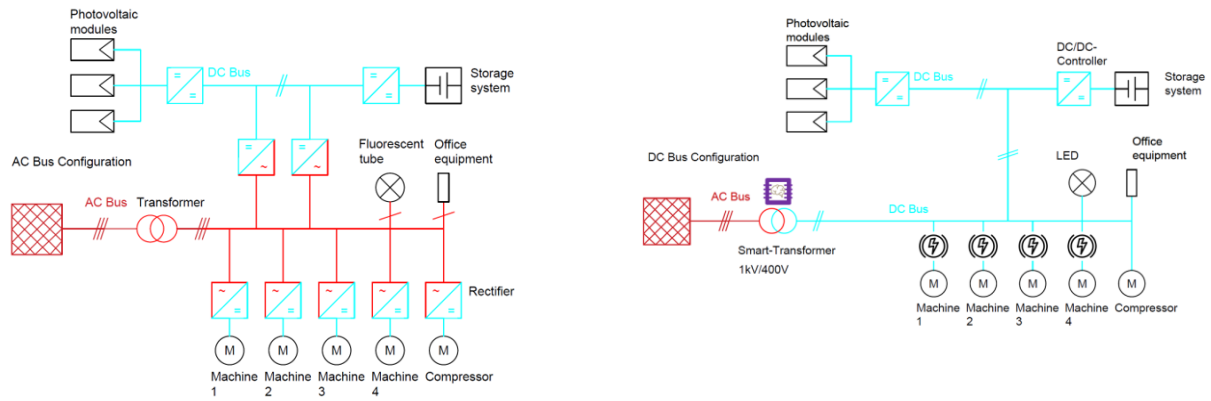 Photovoltaic
modules
DC Bus
Storage
system
AC Bus Configuration
Fluorescent
tube
Office
equipment
AC Bus
Transformer
Rectifier
M
M
M
M
M
Machine
1
Machine
2
Machine
3
Machine
4
Compressor
Photovoltaic
modules
DC/DC-
Controller
Storage
system
DC Bus Configuration
LED
Office
equipment
AC Bus
DC Bus
Smart-Transformer
1kV/400V
M
M
M
M
M
Machine
1
Machine
2
Machine
3
Machine
4
Compressor